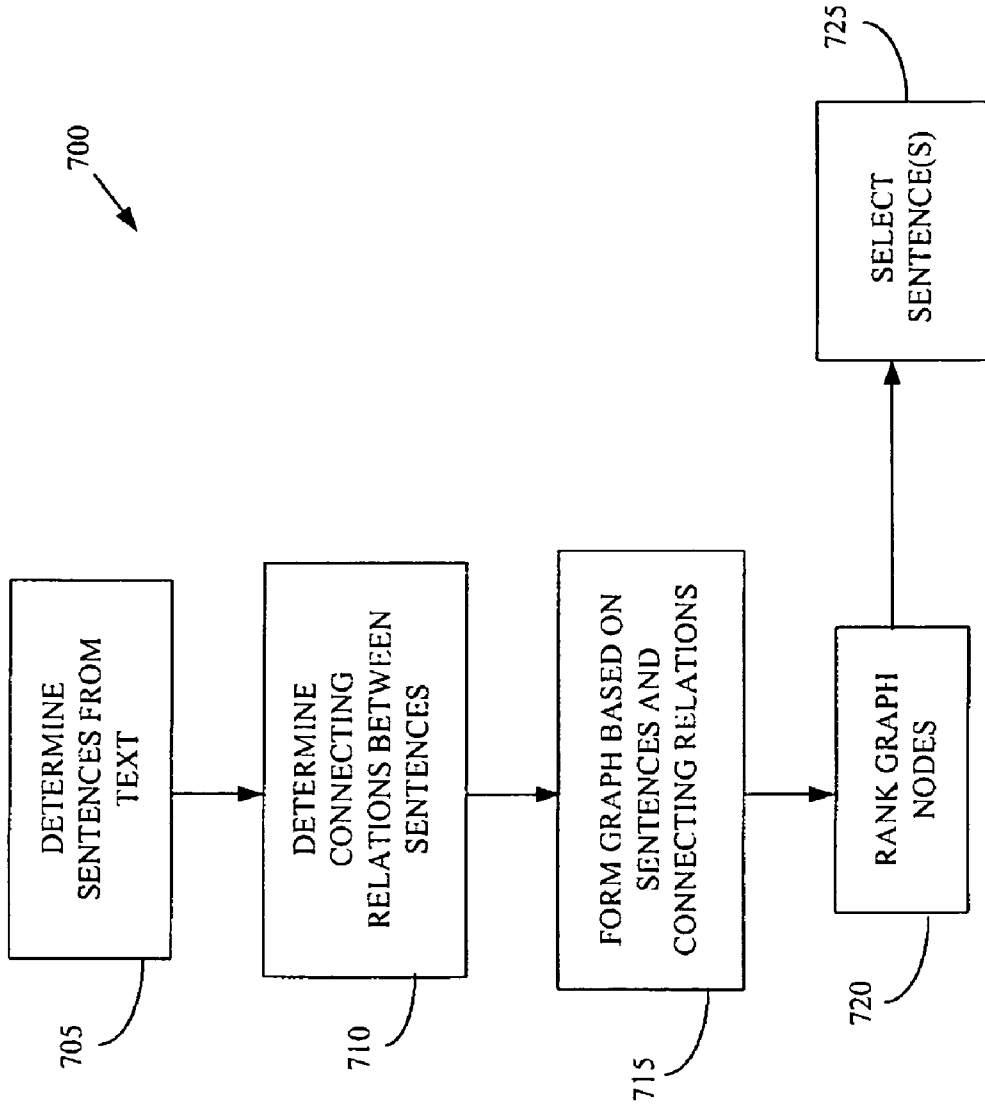 700
DETERMINE
SENTENCES FROM
TEXT
705
DETERMINE
CONNECTING
RELATIONS BETWEEN
SENTENCES
710
FORM GRAPH BASED ON
SENTENCES AND
CONNECTING RELATIONS
715
RANK GRAPH
NODES
720
SELECT
SENTENCE(S)
725